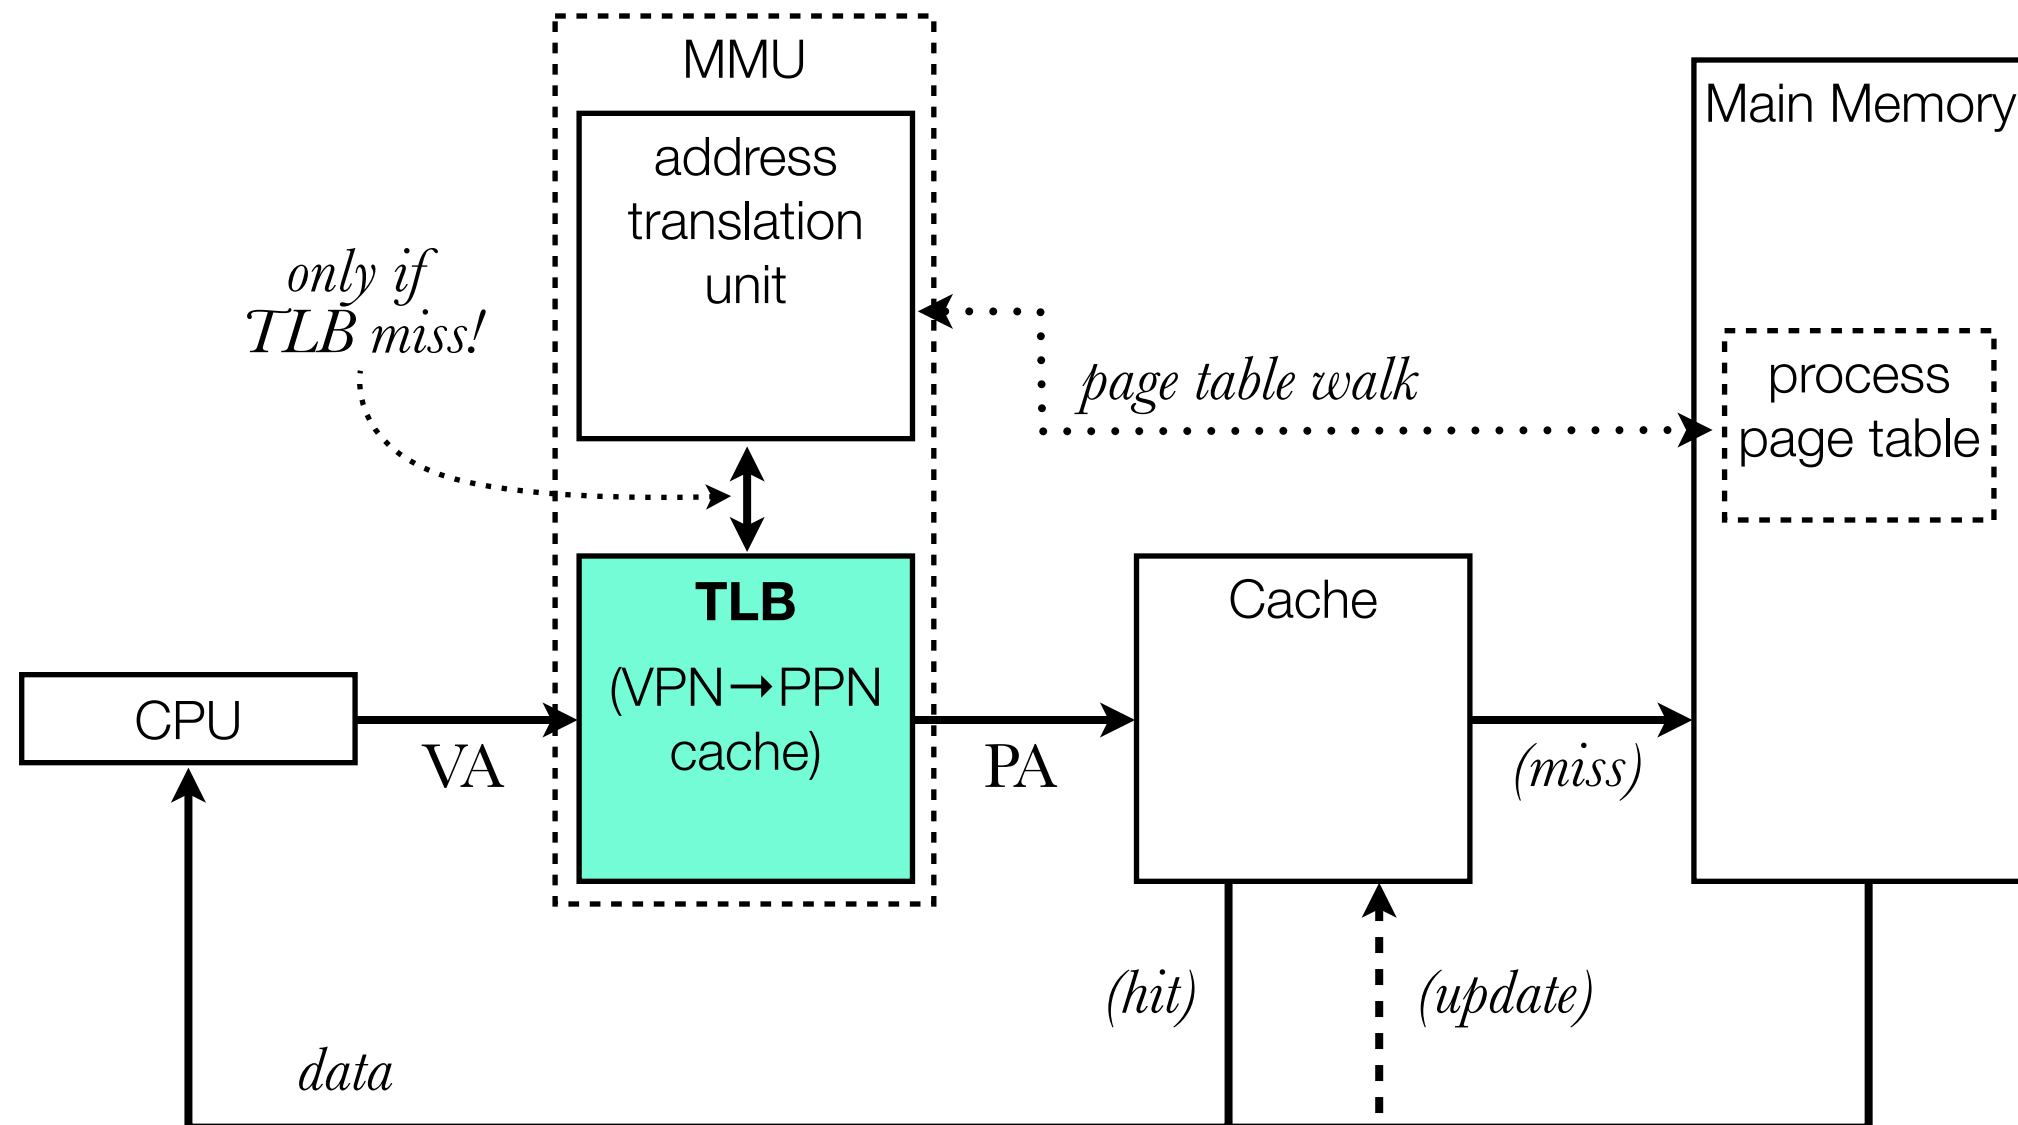 MMU
address
translation
unit
only if
TLB miss!
Main Memory
page table walk
process
page table
TLB
(VPN→PPN
cache)
Cache
CPU
VA
PA
(miss)
(hit)
(update)
data